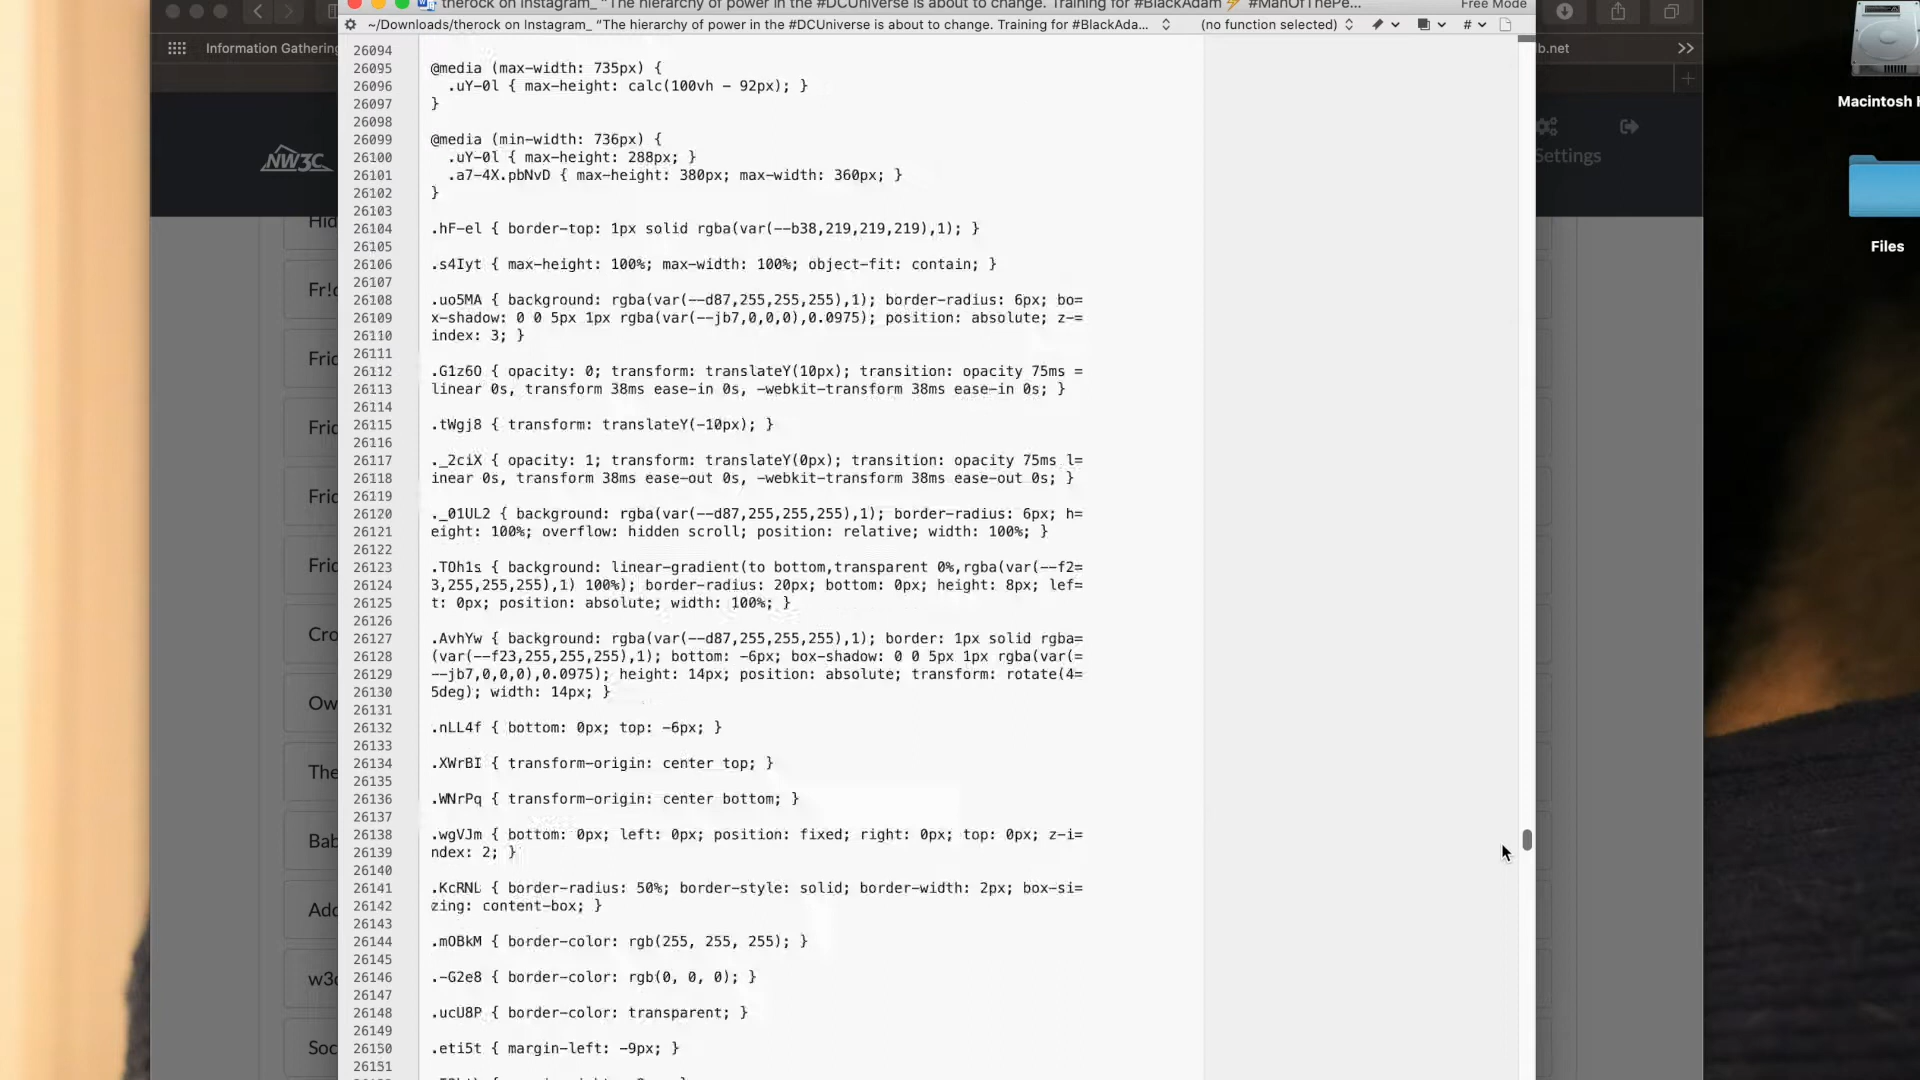 therock on Instagram_ “The hierarchy of power in the #DCUniverse is about to change. Training for #BlackAdam⚡ #ManOfThePe...
Free Mode
~/Downloads/therock on Instagram_ “The hierarchy of power in the #DCUniverse is about to change. Training for #BlackAda...
(no function selected)
#
Information Gathering
b.net
NW3C
Settings
Macintosh H
Files
Fr!
Fric
Fric
Fric
Fric
Cro
Ow
The
Bab
Add
w3
Soc
26094
26095 @media (max-width: 735px) {
26096 .uY-0l { max-height: calc(100vh - 92px); }
26097 }
26098
26099 @media (min-width: 736px) {
26100 .uY-0l { max-height: 288px; }
26101 .a7-4X.pbNvD { max-height: 380px; max-width: 360px; }
26102 }
26103
26104 .hF-el { border-top: 1px solid rgba(var(--b38,219,219,219),1); }
26105
26106 .s4Iyt { max-height: 100%; max-width: 100%; object-fit: contain; }
26107
26108 .uo5MA { background: rgba(var(--d87,255,255,255),1); border-radius: 6px; bo=
26109 x-shadow: 0 0 5px 1px rgba(var(--jb7,0,0,0),0.0975); position: absolute; z-=
26110 index: 3; }
26111
26112 .G1z6O { opacity: 0; transform: translateY(10px); transition: opacity 75ms =
26113 linear 0s, transform 38ms ease-in 0s, -webkit-transform 38ms ease-in 0s; }
26114
26115 .tWgj8 { transform: translateY(-10px); }
26116
26117 ._2ciX { opacity: 1; transform: translateY(0px); transition: opacity 75ms l=
26118 inear 0s, transform 38ms ease-out 0s, -webkit-transform 38ms ease-out 0s; }
26119
26120 ._01UL2 { background: rgba(var(--d87,255,255,255),1); border-radius: 6px; h=
26121 eight: 100%; overflow: hidden scroll; position: relative; width: 100%; }
26122
26123 .TOh1s { background: linear-gradient(to bottom,transparent 0%,rgba(var(--f2=
26124 3,255,255,255),1) 100%); border-radius: 20px; bottom: 0px; height: 8px; lef=
26125 t: 0px; position: absolute; width: 100%; }
26126
26127 .AvhYw { background: rgba(var(--d87,255,255,255),1); border: 1px solid rgba=
26128 (var(--f23,255,255,255),1); bottom: -6px; box-shadow: 0 0 5px 1px rgba(var(=
26129 --jb7,0,0,0),0.0975); height: 14px; position: absolute; transform: rotate(4=
26130 5deg); width: 14px; }
26131
26132 .nLL4f { bottom: 0px; top: -6px; }
26133
26134 .XWrBI { transform-origin: center top; }
26135
26136 .WNrPq { transform-origin: center bottom; }
26137
26138 .wgVJm { bottom: 0px; left: 0px; position: fixed; right: 0px; top: 0px; z-i=
26139 ndex: 2; }
26140
26141 .KcRNL { border-radius: 50%; border-style: solid; border-width: 2px; box-si=
26142 zing: content-box; }
26143
26144 .mOBkM { border-color: rgb(255, 255, 255); }
26145
26146 .-G2e8 { border-color: rgb(0, 0, 0); }
26147
26148 .ucU8P { border-color: transparent; }
26149
26150 .eti5t { margin-left: -9px; }
26151